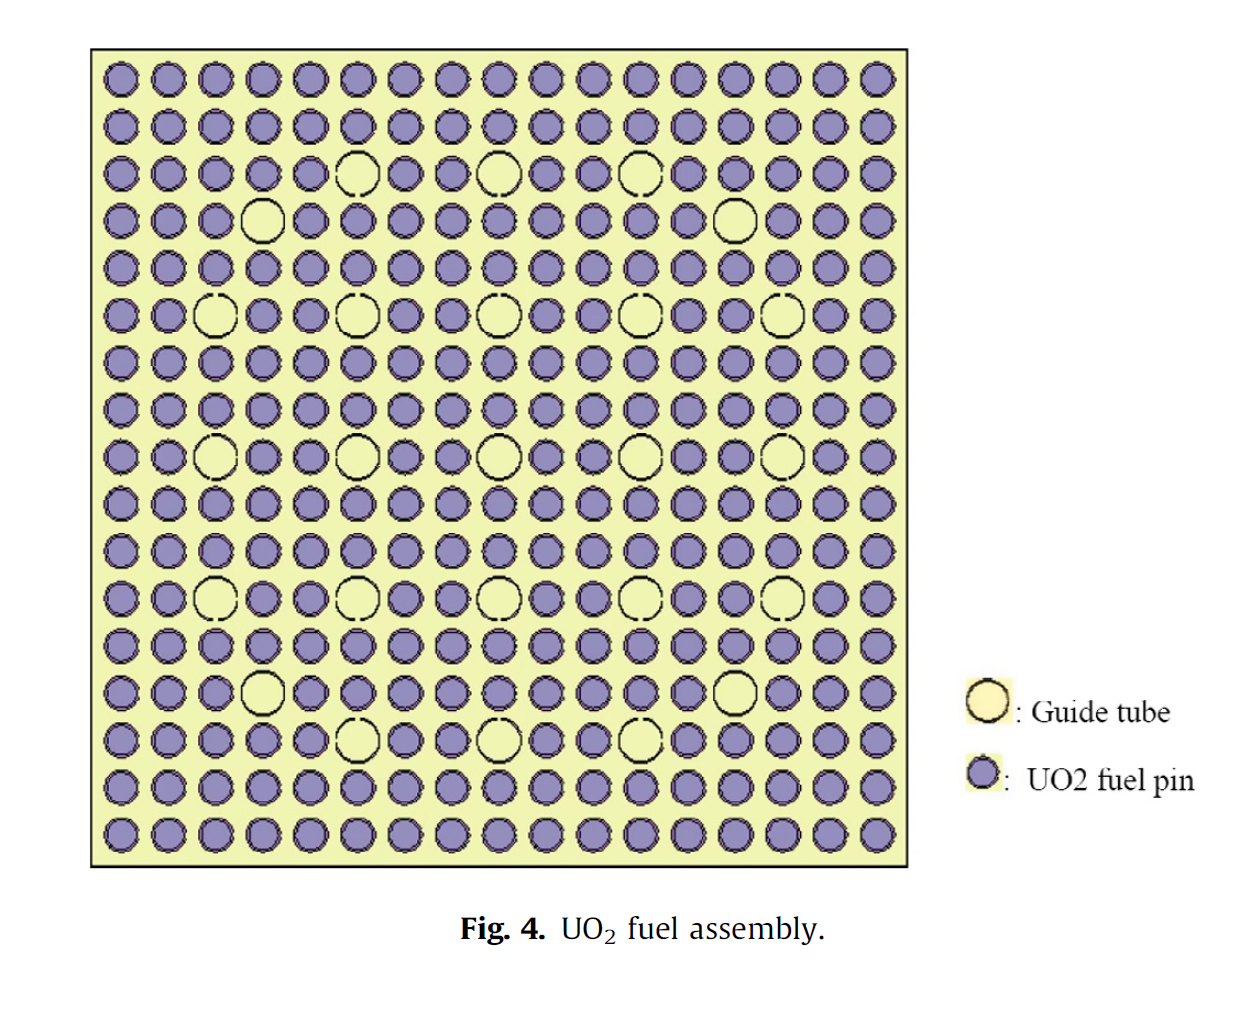 : Guide tube
: UO2 fuel pin
Fig. 4. UO₂ fuel assembly.